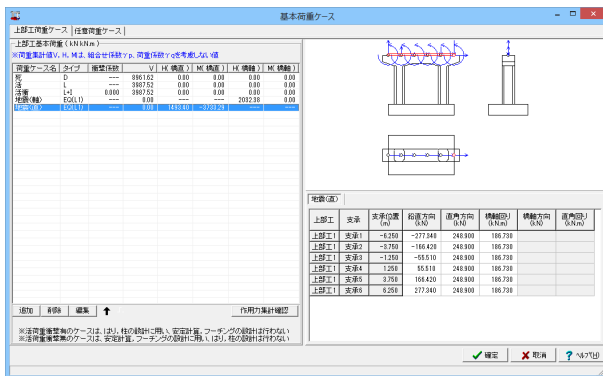 基本荷重ケース
上部工荷重ケース 任意荷重ケース
上部工基本荷重(kN,kN.m)
※荷重集計値V、H、Mは、組合せ係数γp、荷重係数γqを考慮しない値
荷重ケース名 タイプ 衝撃係数 V H(橋直) M(橋直) H(橋軸) M(橋軸)
死 D --- 8961.62 0.00 0.00 0.00 0.00
活 L --- 3987.52 0.00 0.00 0.00 0.00
活衝 L+I 0.000 3987.52 0.00 0.00 0.00 0.00
地震(軸) EQ(L1) --- 0.00 --- --- 2092.38 0.00
地震(直) EQ(L1) --- 0.00 1493.40 -3733.29 --- ---
地震(直)
上部工 支承 支承位置(m) 鉛直方向(kN) 直角方向(kN) 橋軸回り(kN.m) 橋軸方向(kN) 直角回り(kN.m)
上部工1 支承1 -6.250 -277.340 248.900 186.730
上部工1 支承2 -3.750 -166.420 248.900 186.730
上部工1 支承3 -1.250 -55.510 248.900 186.730
上部工1 支承4 1.250 55.510 248.900 186.730
上部工1 支承5 3.750 166.420 248.900 186.730
上部工1 支承6 6.250 277.340 248.900 186.730
追加 削除 編集 作用力集計確認
※活荷重衝撃有のケースは、はり、柱の設計に用い、安定計算、フーチングの設計は行わない
※活荷重衝撃無のケースは、安定計算、フーチングの設計に用い、はり、柱の設計は行わない
確定 取消 ヘルプ(H)